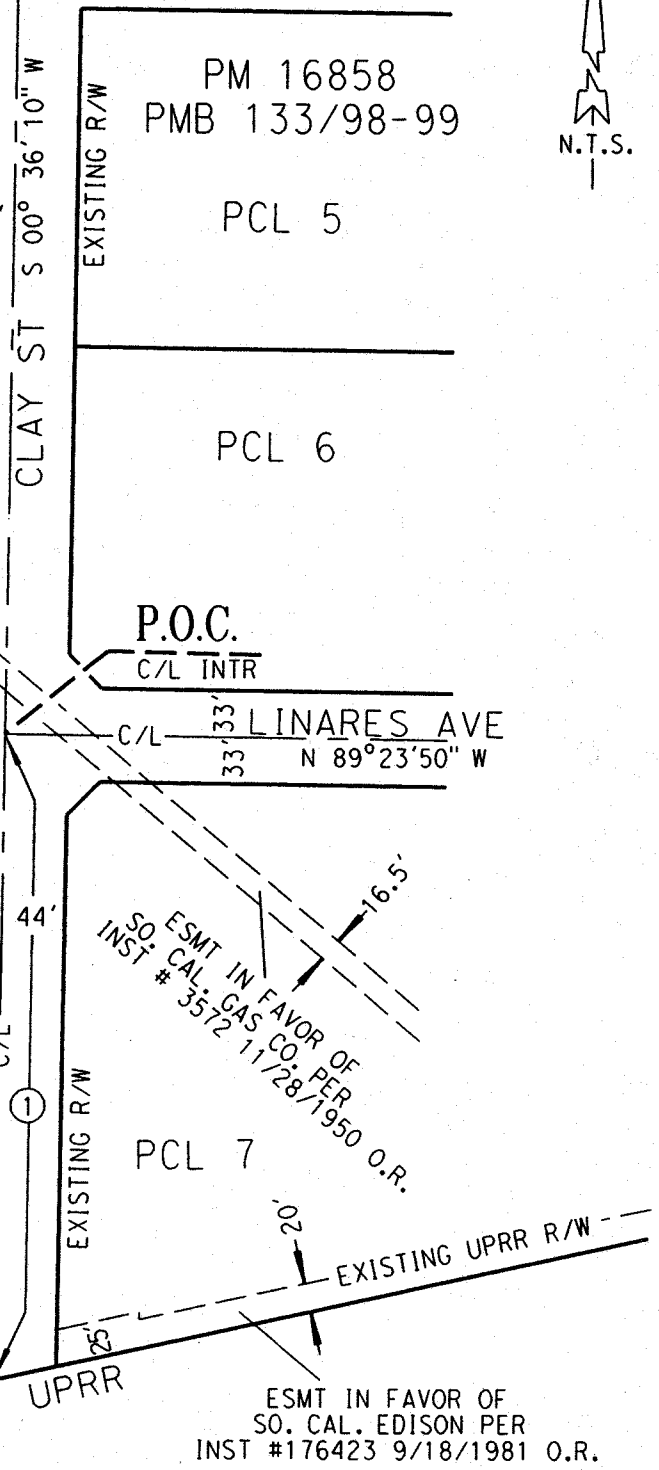 PM 16858
PMB 133/98-99
N.T.S.
EXISTING R/W
PCL 5
CLAY ST S 00° 36'10" W
PCL 6
P.O.C.
C/L INTR
33'
33'
C/L
LINARES AVE
N 89°23'50" W
16.5'
44'
ESMT IN FAVOR OF
SO. CAL. GAS CO. PER
INST # 3572 11/28/1950 O.R.
C/L
1
EXISTING R/W
PCL 7
20'
EXISTING UPRR R/W
25'
UPRR
ESMT IN FAVOR OF
SO. CAL. EDISON PER
INST #176423 9/18/1981 O.R.